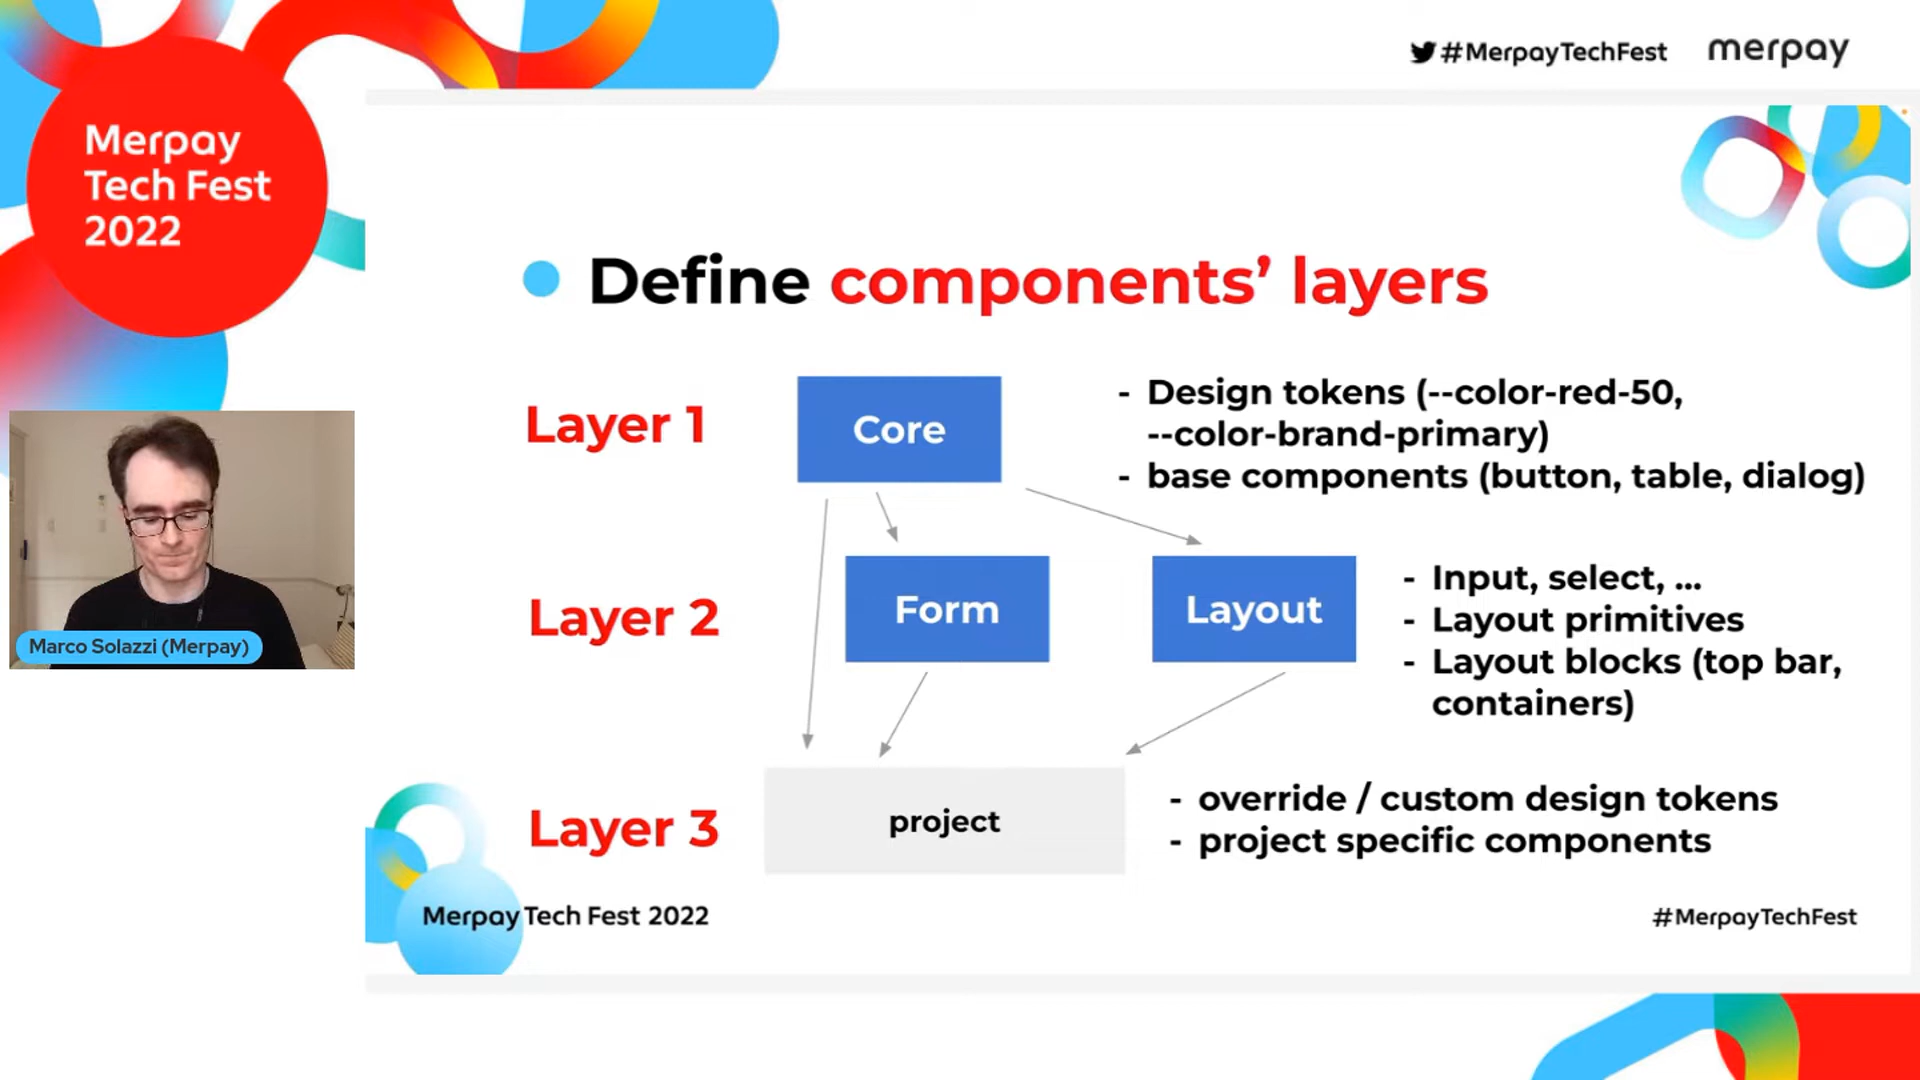 #MerpayTechFest
merpay
Merpay
Tech Fest
2022
Define components’ layers
Layer 1
Core
- Design tokens (--color-red-50,
--color-brand-primary)
- base components (button, table, dialog)
Layer 2
Form
Layout
- Input, select, ...
- Layout primitives
- Layout blocks (top bar,
containers)
Marco Solazzi (Merpay)
Layer 3
project
- override / custom design tokens
- project specific components
Merpay Tech Fest 2022
#MerpayTechFest